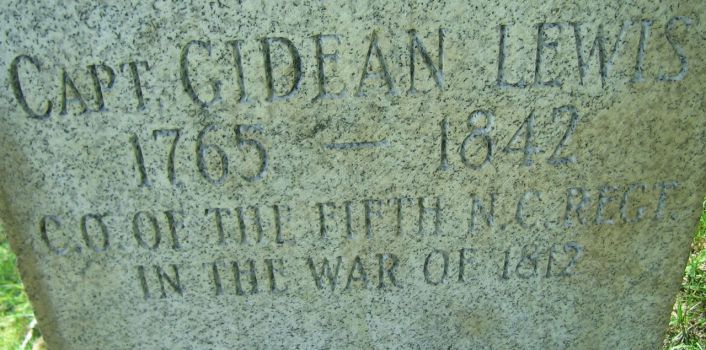 CAPT. GIDEAN LEWIS
1765 — 1842
C.O. OF THE FIFTH N.C. REGT.
IN THE WAR OF 1812